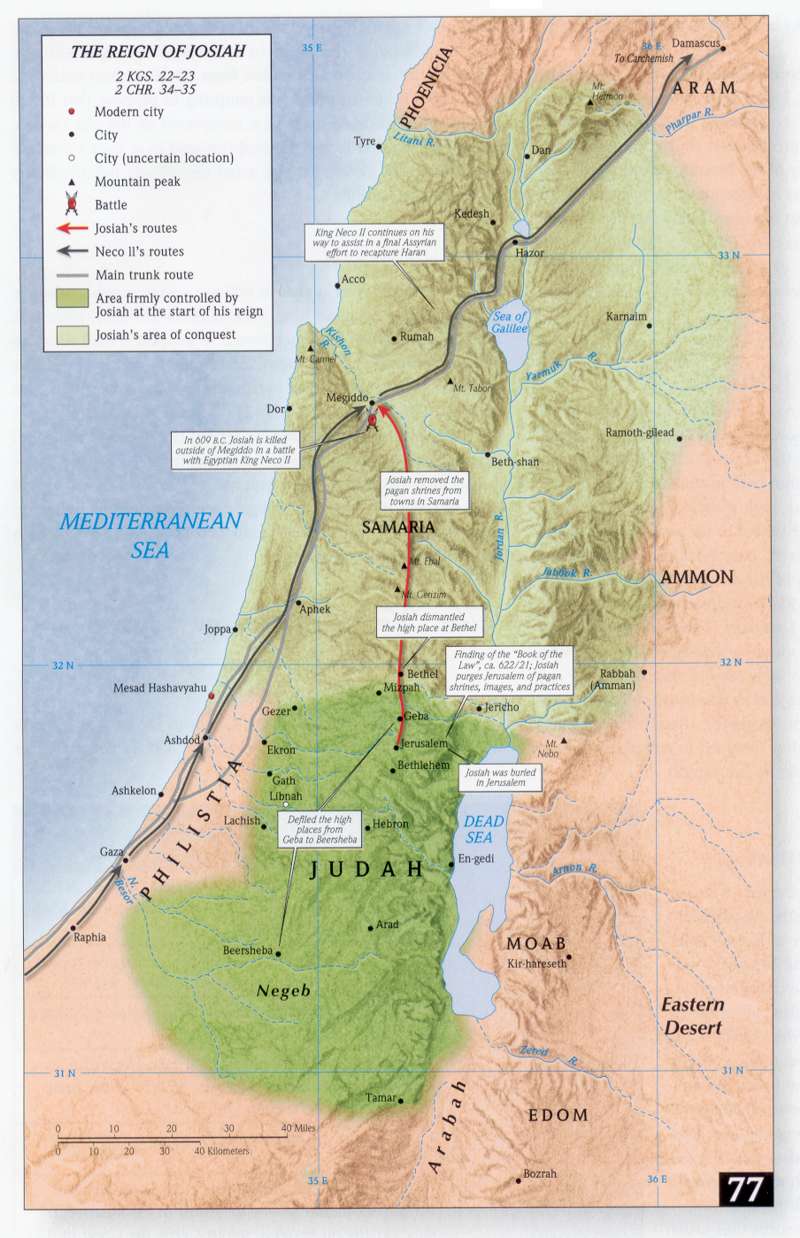 THE REIGN OF JOSIAH
2 KGS. 22–23
2 CHR. 34–35
Modern city
City
City (uncertain location)
Mountain peak
Battle
Josiah's routes
Neco II's routes
Main trunk route
Area firmly controlled by
Josiah at the start of his reign
Josiah's area of conquest
35 E
36 E
Damascus
To Carchemish
PHOENICIA
Mt.
Hermon
ARAM
Pharpar R.
Tyre
Litani R.
Dan
Kedesh
King Neco II continues on his
way to assist in a final Assyrian
effort to recapture Haran
Hazor
33 N
Acco
Sea of
Galilee
Karnaim
Kishon
R.
Rumah
Mt. Carmel
Yarmuk R.
Mt. Tabor
Megiddo
Dor
In 609 B.C. Josiah is killed
outside of Megiddo in a battle
with Egyptian King Neco II
Ramoth-gilead
Beth-shan
Josiah removed the
pagan shrines from
towns in Samaria
MEDITERRANEAN
SEA
SAMARIA
Jordan R.
Mt. Ebal
Jabbok R.
AMMON
Mt. Gerizim
Aphek
Josiah dismantled
the high place at Bethel
Joppa
32 N
Finding of the "Book of the
Law", ca. 622/21; Josiah
purges Jerusalem of pagan
shrines, images, and practices
32 N
Bethel
Rabbah
(Amman)
Mesad Hashavyahu
Mizpah
Gezer
Geba
Jericho
Ashdod
Ekron
Jerusalem
Mt.
Nebo
Bethlehem
Josiah was buried
in Jerusalem
Gath
Ashkelon
Libnah
PHILISTIA
Lachish
Defiled the high
places from
Geba to Beersheba
Hebron
DEAD
SEA
Gaza
JUDAH
En-gedi
Arnon R.
N.
Besor
Raphia
Arad
Beersheba
MOAB
Kir-hareseth
Negeb
Eastern
Desert
Zered R.
31 N
31 N
Tamar
Arabah
EDOM
0 10 20 30 40 Miles
0 10 20 30 40 Kilometers
Bozrah
35 E
36 E
77